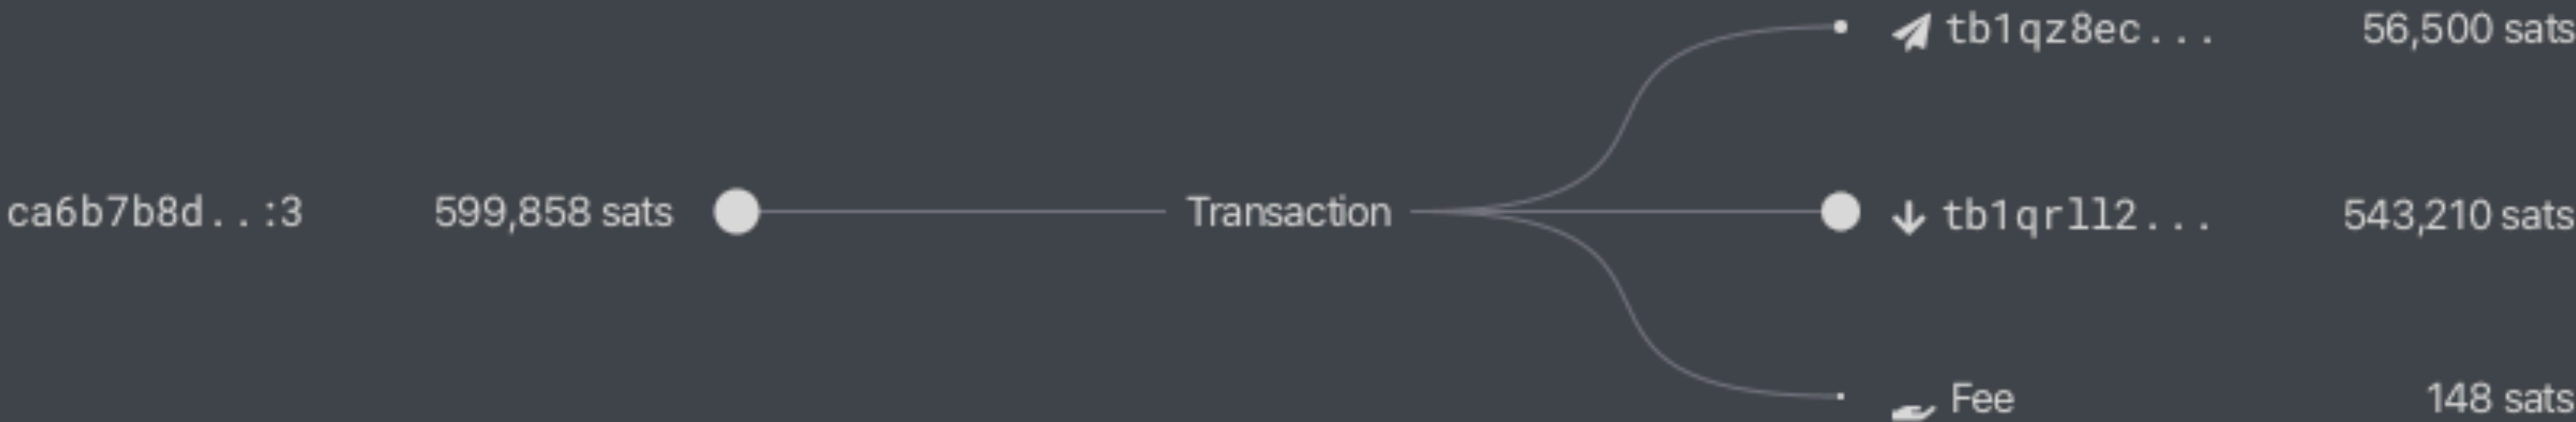 tb1qz8ec... 56,500 sats
ca6b7b8d..:3 599,858 sats Transaction tb1qrll2... 543,210 sats
Fee 148 sats